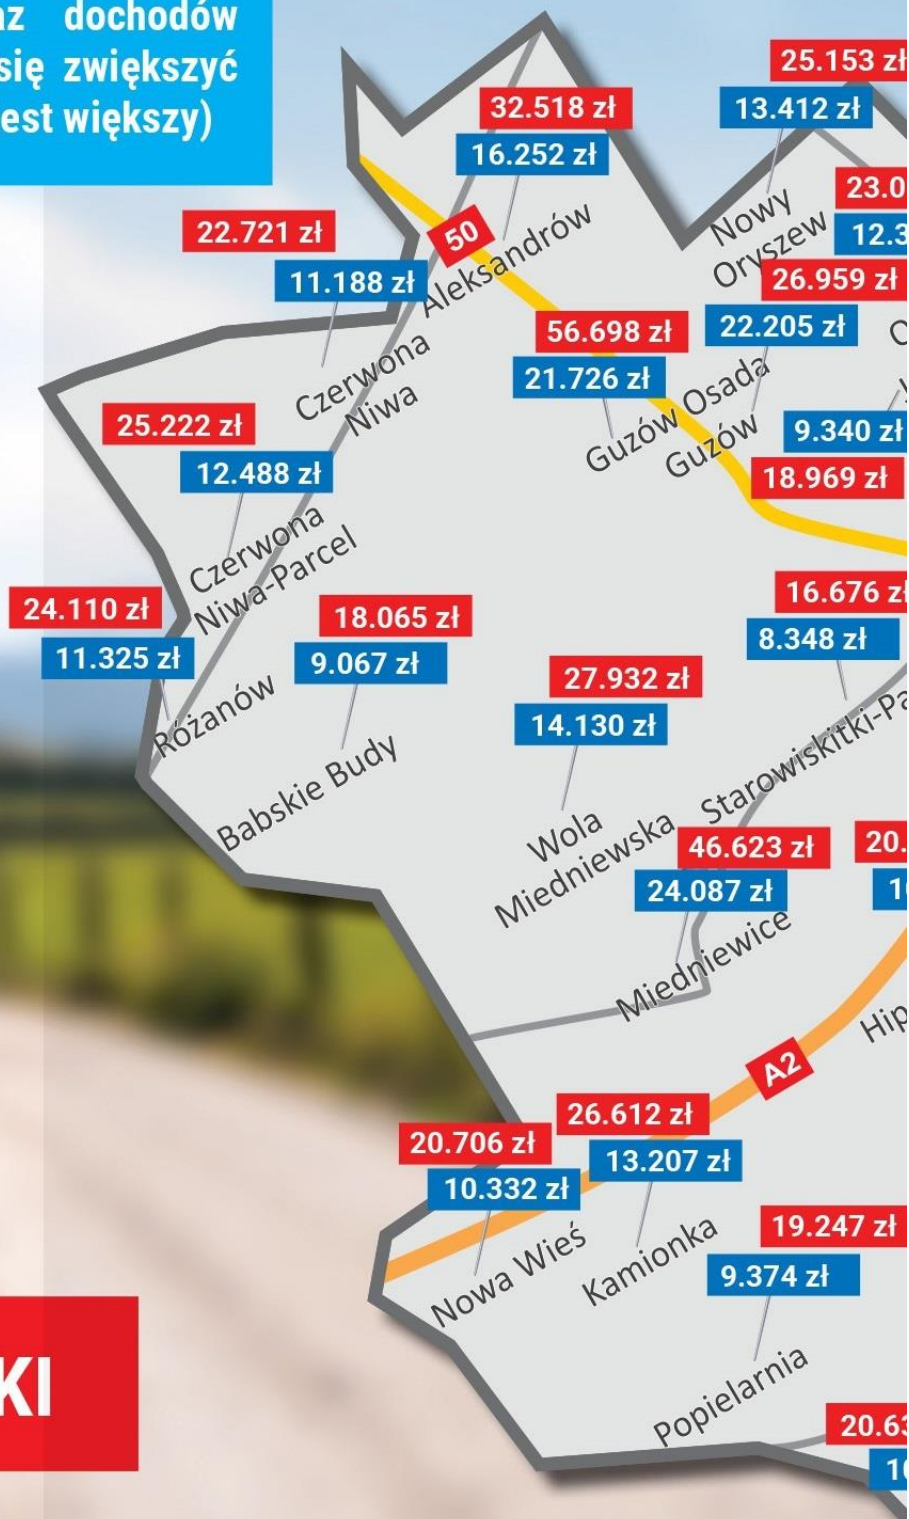 dochodów
się zwiększyć
większy)
25.153 zł
32.518 zł
13.412 zł
16.252 zł
22.721 zł
50
Nowy
Oryszew
11.188 zł
Aleksandrów
26.959 zł
56.698 zł
22.205 zł
Czerwona
Niwa
21.726 zł
Guzów Osada
Guzów
25.222 zł
9.340 zł
12.488 zł
18.969 zł
Czerwona
Niwa-Parcel
24.110 zł
18.065 zł
16.676 zł
11.325 zł
9.067 zł
8.348 zł
27.932 zł
Różanów
14.130 zł
Babskie Budy
Starowiskitki-Pa
Wola
Miedniewska
46.623 zł
24.087 zł
Miedniewice
Hip
A2
26.612 zł
20.706 zł
13.207 zł
10.332 zł
19.247 zł
Nowa Wieś
Kamionka
9.374 zł
KI
Popielarnia